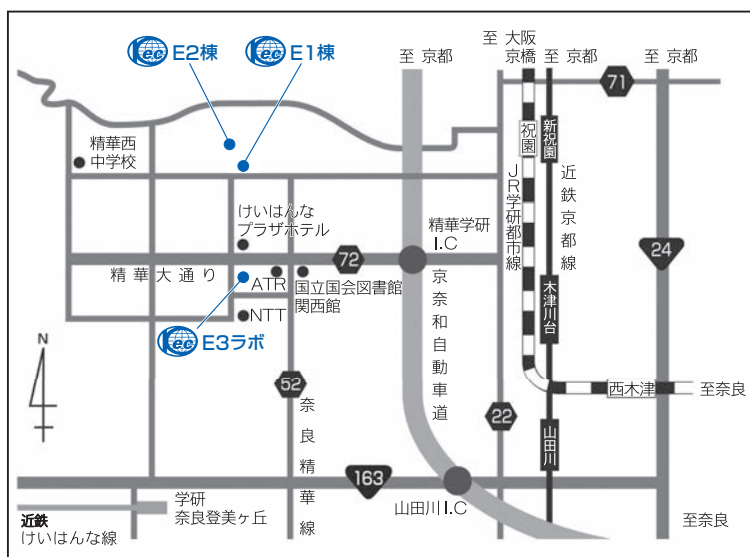 至 大阪
京橋
至 京都
至 京都
至 京都
kec E2棟
kec E1棟
71
精華西
中学校
祝園
新祝園
けいはんな
プラザホテル
JR学研都市線
近鉄京都線
精華学研
I.C
72
24
精華大通り
ATR
国立国会図書館
関西館
京奈和自動車道
木津川台
NTT
kec E3ラボ
N
52
奈良精華線
西木津
至奈良
22
山田川
163
山田川I.C
学研
奈良登美ヶ丘
近鉄
けいはんな線
至奈良